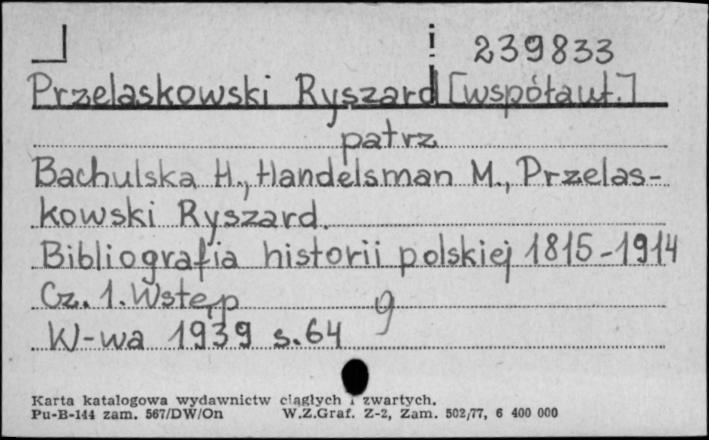 239833
Przelaskowski Ryszard [współaut.]
patrz
Bachulska H., Handelsman M., Przelas-
kowski Ryszard.
Bibliografia historii polskiej 1815-1914
Cz. 1. Wstęp
9
W-wa 1939 s. 64
Karta katalogowa wydawnictw ciągłych i zwartych.
Pu-B-144 zam. 567/DW/On W.Z.Graf. Z-2, Zam. 502/77, 6 400 000